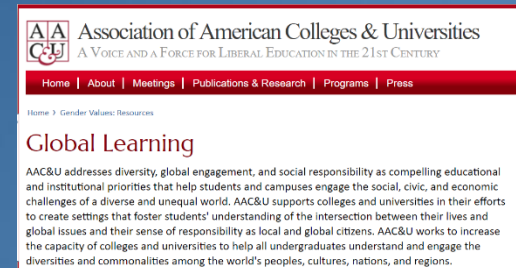 AA
C&U
Association of American Colleges & Universities
A Voice and a Force for Liberal Education in the 21st Century
Home | About | Meetings | Publications & Research | Programs | Press
Home > Gender Values: Resources
Global Learning
AAC&U addresses diversity, global engagement, and social responsibility as compelling educational
and institutional priorities that help students and campuses engage the social, civic, and economic
challenges of a diverse and unequal world. AAC&U supports colleges and universities in their efforts
to create settings that foster students' understanding of the intersection between their lives and
global issues and their sense of responsibility as local and global citizens. AAC&U works to increase
the capacity of colleges and universities to help all undergraduates understand and engage the
diversities and commonalities among the world's peoples, cultures, nations, and regions.